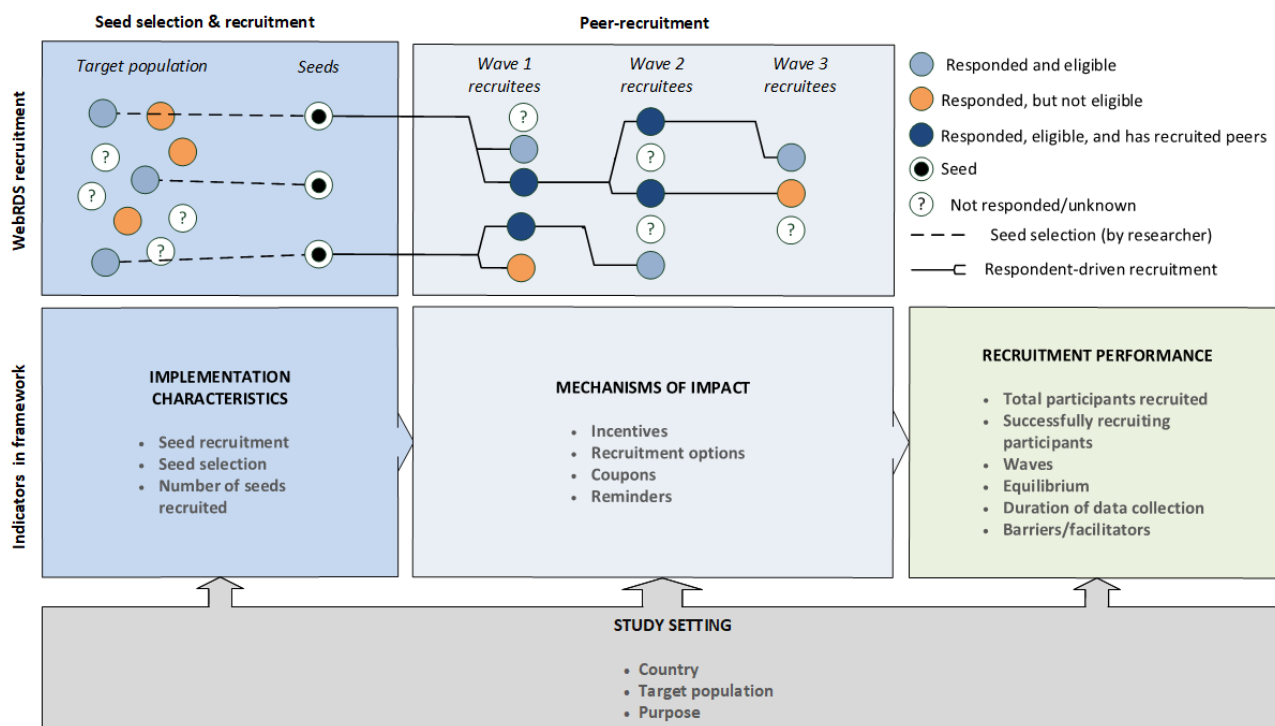 Seed selection & recruitment
Peer-recruitment
WebRDS recruitment
Target population
Seeds
Wave 1
recruitees
Wave 2
recruitees
Wave 3
recruitees
?
?
?
?
?
?
?
?
?
?
Responded and eligible
Responded, but not eligible
Responded, eligible, and has recruited peers
Seed
? Not responded/unknown
Seed selection (by researcher)
Respondent-driven recruitment
Indicators in framework
IMPLEMENTATION
CHARACTERISTICS
• Seed recruitment
• Seed selection
• Number of seeds
recruited
MECHANISMS OF IMPACT
• Incentives
• Recruitment options
• Coupons
• Reminders
RECRUITMENT PERFORMANCE
• Total participants recruited
• Successfully recruiting
participants
• Waves
• Equilibrium
• Duration of data collection
• Barriers/facilitators
STUDY SETTING
• Country
• Target population
• Purpose